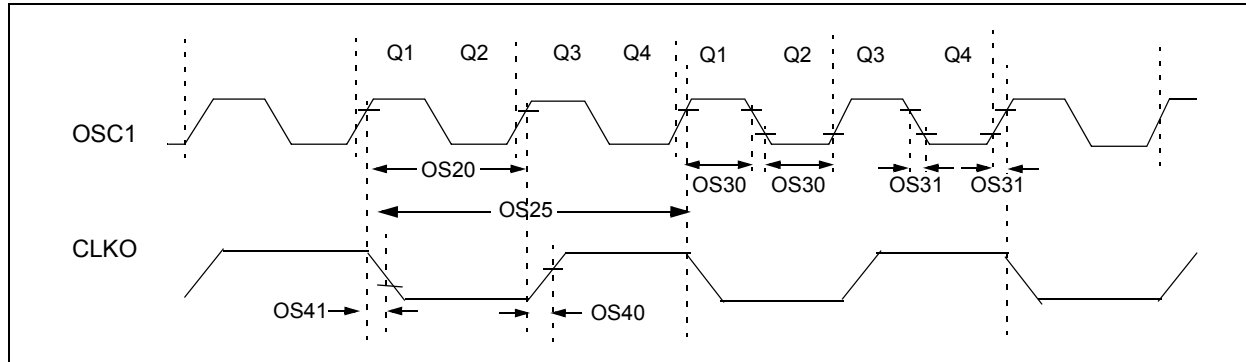 Q1 Q2 Q3 Q4 Q1 Q2 Q3 Q4
OSC1
OS20
OS30 OS30 OS31 OS31
OS25
CLKO
OS41
OS40